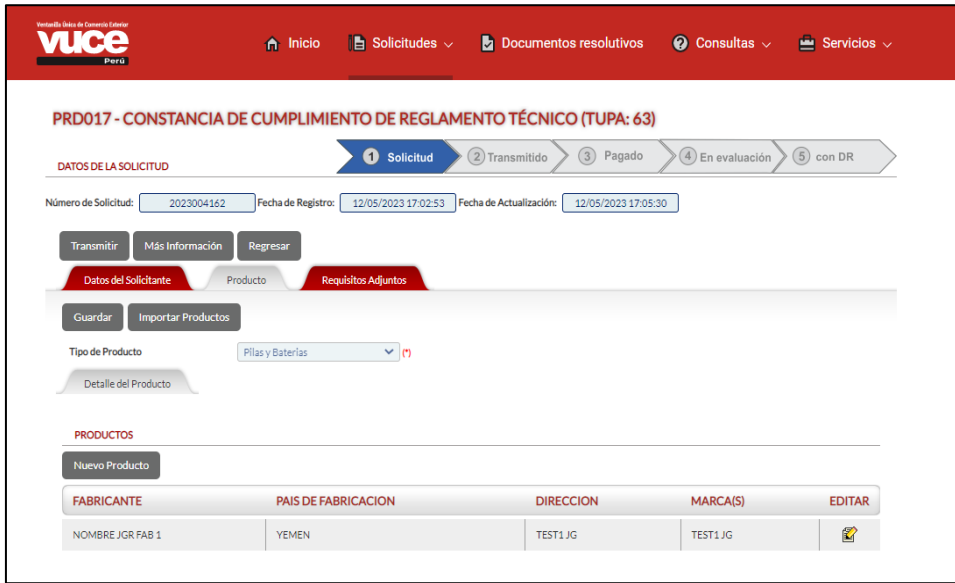 Ventanilla Única de Comercio Exterior
vuce
Perú
Inicio Solicitudes Documentos resolutivos Consultas Servicios
PRD017 - CONSTANCIA DE CUMPLIMIENTO DE REGLAMENTO TÉCNICO (TUPA: 63)
DATOS DE LA SOLICITUD
1 Solicitud 2 Transmitido 3 Pagado 4 En evaluación 5 con DR
Número de Solicitud: 2023004162 Fecha de Registro: 12/05/2023 17:02:53 Fecha de Actualización: 12/05/2023 17:05:30
Transmitir Más Información Regresar
Datos del Solicitante Producto Requisitos Adjuntos
Guardar Importar Productos
Tipo de Producto Pilas y Baterías (*)
Detalle del Producto
PRODUCTOS
Nuevo Producto
FABRICANTE PAIS DE FABRICACION DIRECCION MARCA(S) EDITAR
NOMBRE JGR FAB 1 YEMEN TEST1 JG TEST1 JG